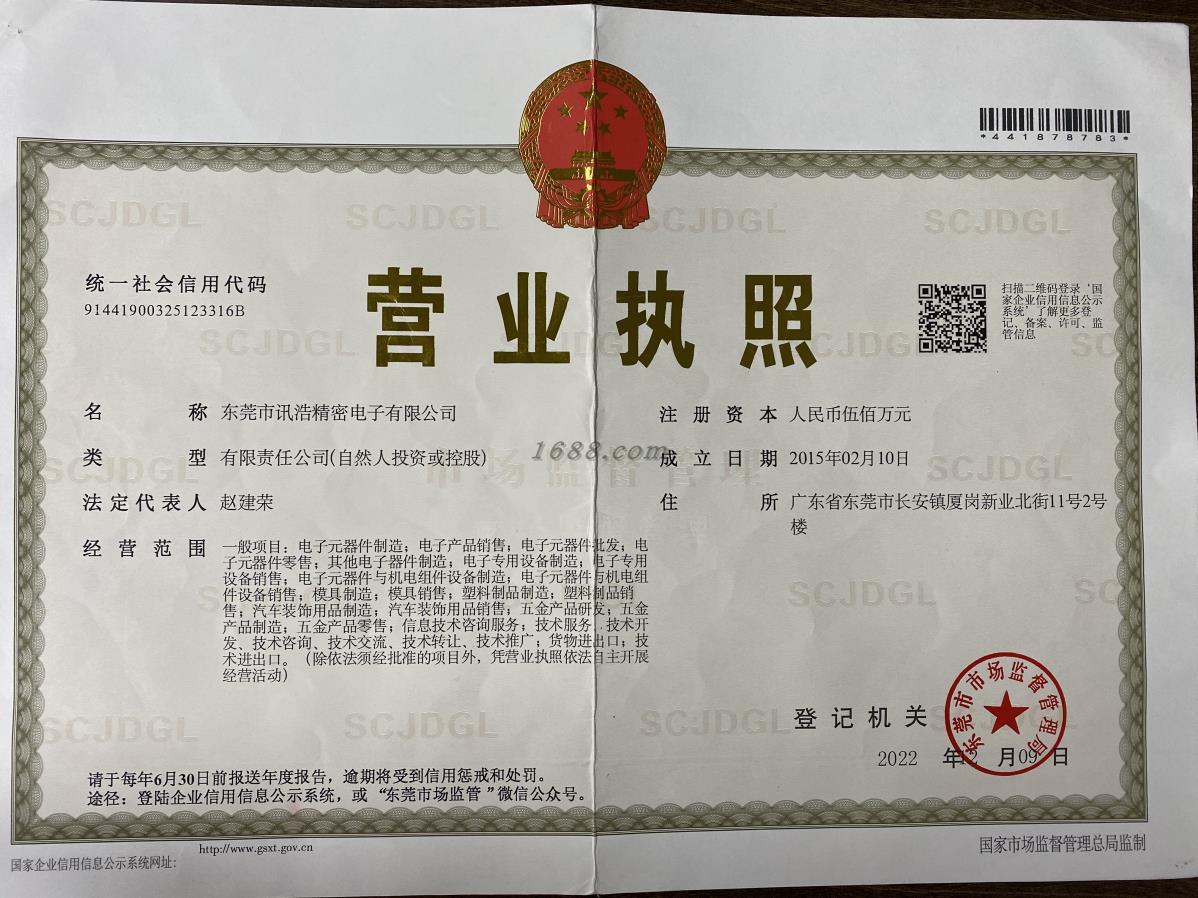 *441878783*
SCJDGL SCJDGL SCJDGL SCJDGL
统一社会信用代码
91441900325123316B
营业执照
扫描二维码登录‘国
家企业信用信息公示
系统’了解更多登
记、备案、许可、监
管信息
名称 东莞市讯浩精密电子有限公司
类型 有限责任公司(自然人投资或控股)
法定代表人 赵建荣
经营范围 一般项目：电子元器件制造；电子产品销售；电子元器件批发；电
子元器件零售；其他电子器件制造；电子专用设备制造；电子专用
设备销售；电子元器件与机电组件设备制造；电子元器件与机电组
件设备销售；模具制造；模具销售；塑料制品制造；塑料制品销
售；汽车装饰用品制造；汽车装饰用品销售；五金产品研发；五金
产品制造；五金产品零售；信息技术咨询服务；技术服务、技术开
发、技术咨询、技术交流、技术转让、技术推广；货物进出口；技
术进出口。（除依法须经批准的项目外，凭营业执照依法自主开展
经营活动）
注册资本 人民币伍佰万元
成立日期 2015年02月10日
住所 广东省东莞市长安镇厦岗新业北街11号2号
楼
1688.com
市场监督管理
SCJDGL SCJDGL SCJDGL SCJDGL
登记机关
东莞市市场监督管理局
2022 年12月09日
请于每年6月30日前报送年度报告，逾期将受到信用惩戒和处罚。
途径：登陆企业信用信息公示系统，或“东莞市场监管”微信公众号。
国家企业信用信息公示系统网址：
http://www.gsxt.gov.cn
国家市场监督管理总局监制